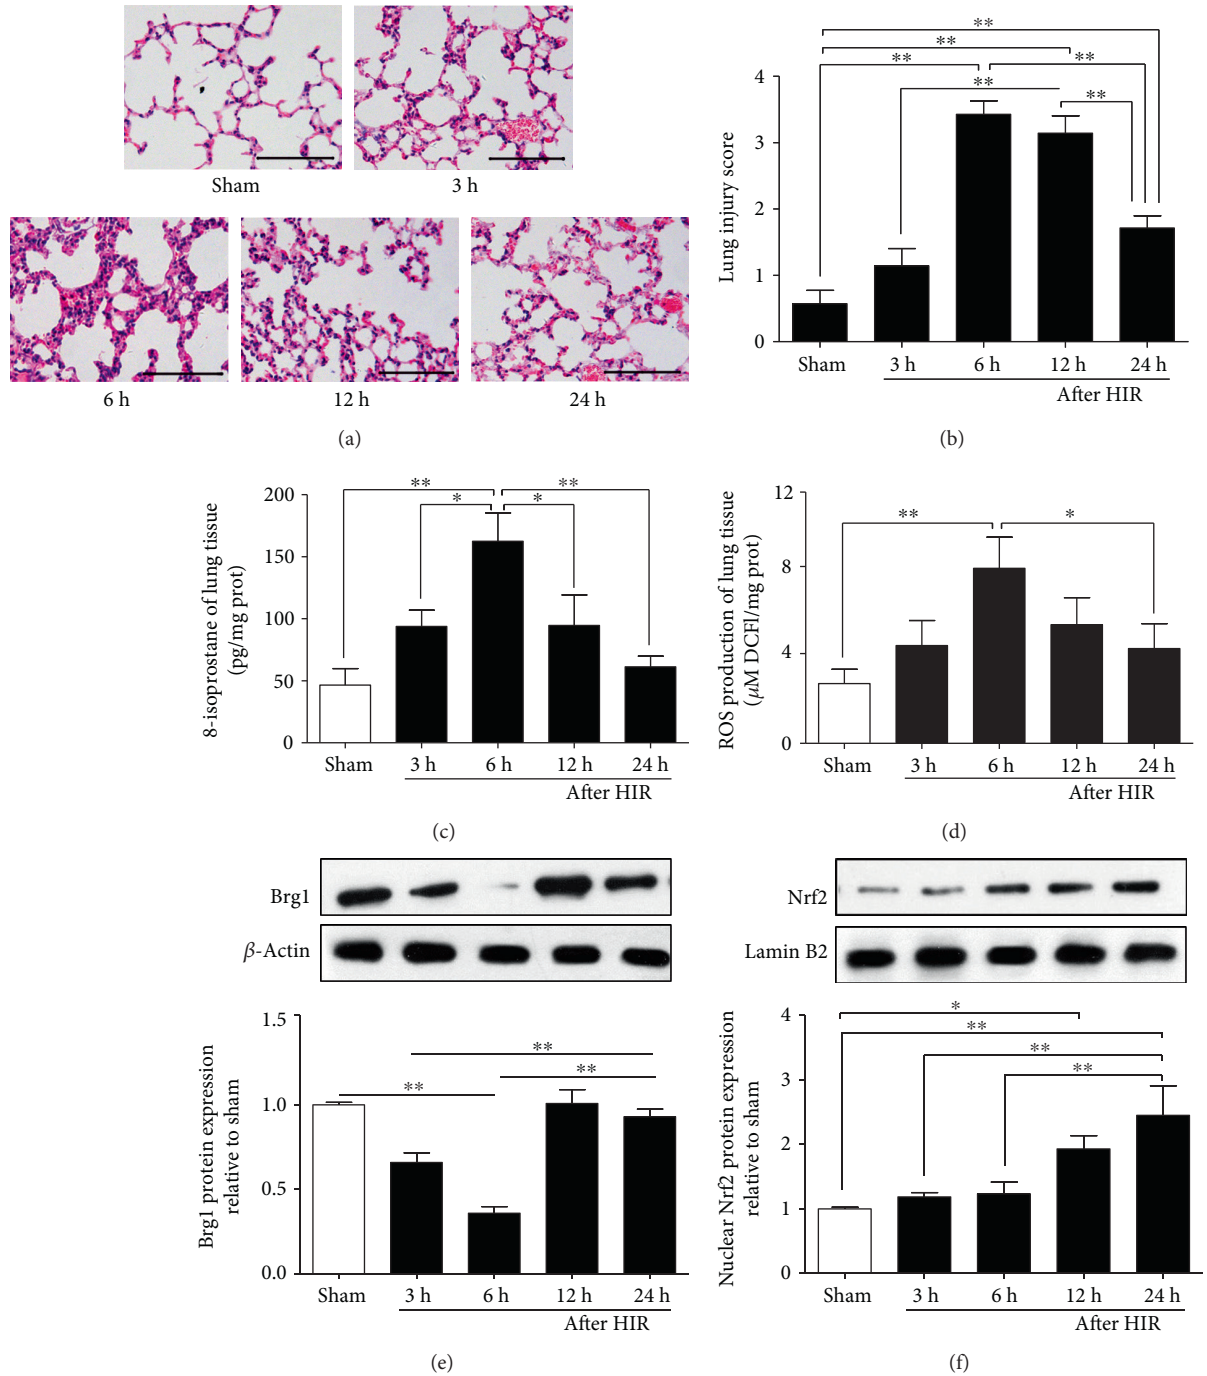 Sham
3 h
6 h
12 h
24 h
(a)
Lung injury score
4
3
2
1
0
**
**
**
**
**
**
Sham
3 h
6 h
12 h
24 h
After HIR
(b)
8-isoprostane of lung tissue
(pg/mg prot)
200
150
100
50
0
**
**
*
*
Sham
3 h
6 h
12 h
24 h
After HIR
(c)
ROS production of lung tissue
(μM DCFl/mg prot)
12
8
4
0
**
*
Sham
3 h
6 h
12 h
24 h
After HIR
(d)
Brg1
β-Actin
Brg1 protein expression
relative to sham
1.5
1.0
0.5
0.0
**
**
**
Sham
3 h
6 h
12 h
24 h
After HIR
(e)
Nrf2
Lamin B2
Nuclear Nrf2 protein expression
relative to sham
4
3
2
1
0
*
**
**
**
Sham
3 h
6 h
12 h
24 h
After HIR
(f)